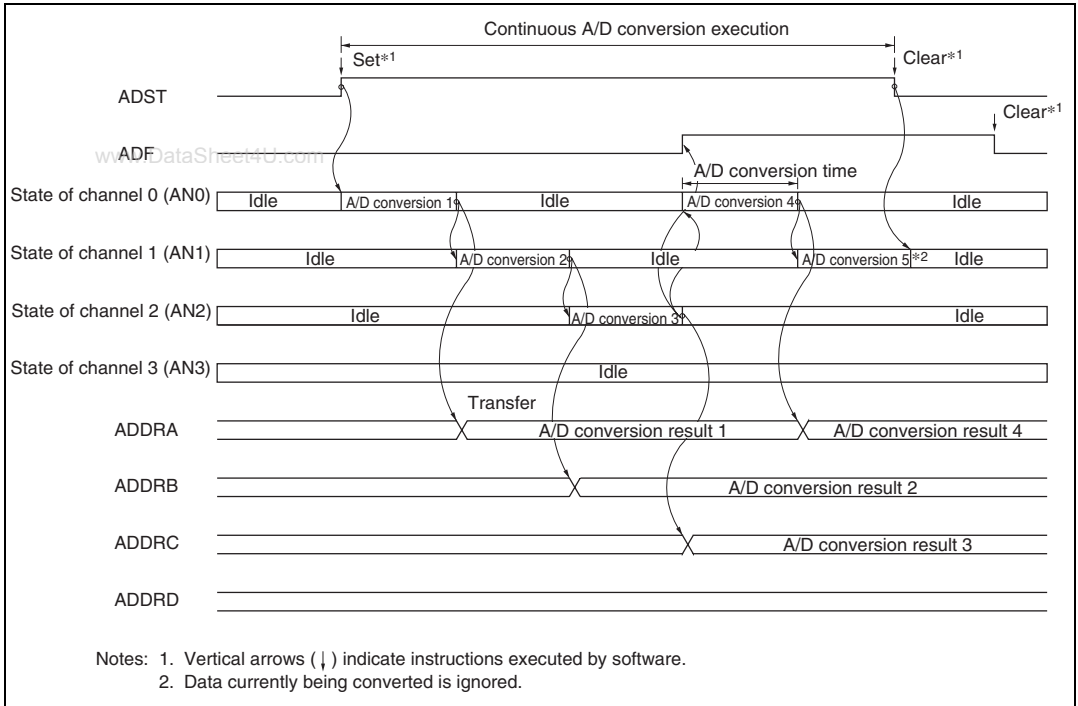 Continuous A/D conversion execution
Set*1
Clear*1
ADST
Clear*1
ADF
www.DataSheet4U.com
A/D conversion time
State of channel 0 (AN0)
Idle
A/D conversion 1
Idle
A/D conversion 4
Idle
State of channel 1 (AN1)
Idle
A/D conversion 2
Idle
A/D conversion 5
*2
Idle
State of channel 2 (AN2)
Idle
A/D conversion 3
Idle
State of channel 3 (AN3)
Idle
Transfer
ADDRA
A/D conversion result 1
A/D conversion result 4
ADDRB
A/D conversion result 2
ADDRC
A/D conversion result 3
ADDRD
Notes: 1. Vertical arrows (↓) indicate instructions executed by software.
2. Data currently being converted is ignored.